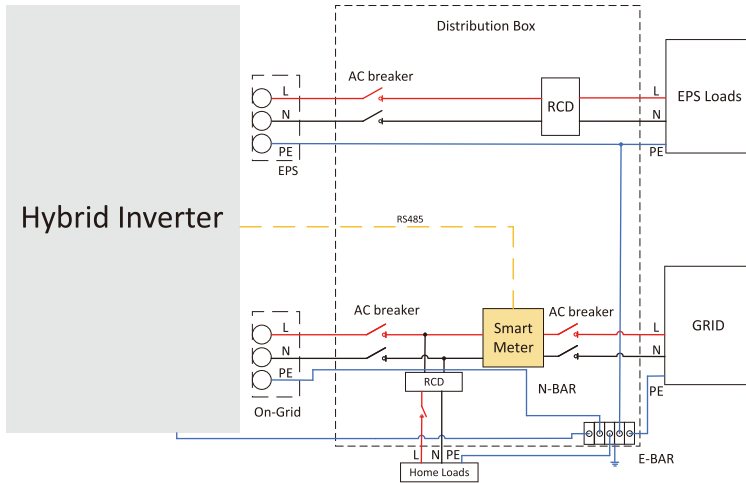 Distribution Box
AC breaker
L
L
RCD
EPS Loads
N
N
PE
PE
EPS
Hybrid Inverter
RS485
AC breaker
AC breaker
L
Smart
Meter
L
GRID
N
N
PE
RCD
N-BAR
PE
On-Grid
L N PE
E-BAR
Home Loads